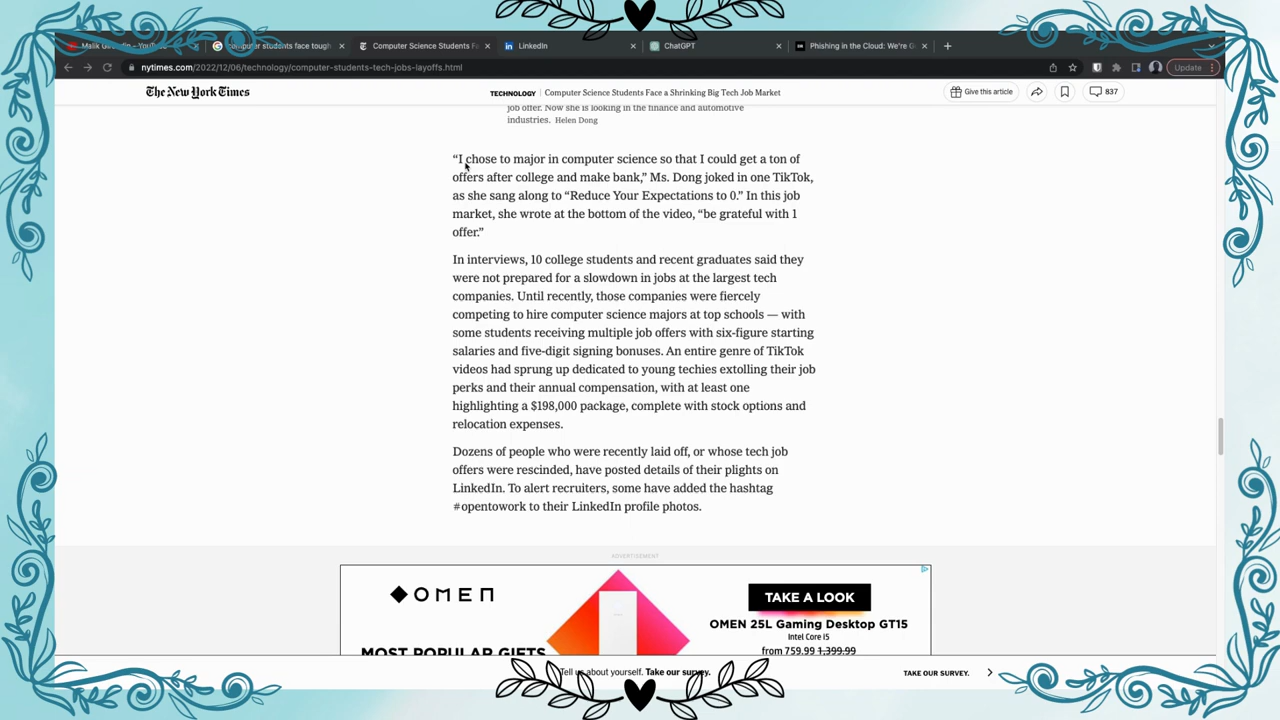 Malik Girondin – YouTube
computer students face tough
Computer Science Students Fa
LinkedIn
ChatGPT
Phishing in the Cloud: We're G
nytimes.com/2022/12/06/technology/computer-students-tech-jobs-layoffs.html
Update
The New York Times
TECHNOLOGY | Computer Science Students Face a Shrinking Big Tech Job Market
Give this article
837
job offer. Now she is looking in the finance and automotive
industries. Helen Dong
“I chose to major in computer science so that I could get a ton of
offers after college and make bank,” Ms. Dong joked in one TikTok,
as she sang along to “Reduce Your Expectations to 0.” In this job
market, she wrote at the bottom of the video, “be grateful with 1
offer.”
In interviews, 10 college students and recent graduates said they
were not prepared for a slowdown in jobs at the largest tech
companies. Until recently, those companies were fiercely
competing to hire computer science majors at top schools — with
some students receiving multiple job offers with six-figure starting
salaries and five-digit signing bonuses. An entire genre of TikTok
videos had sprung up dedicated to young techies extolling their job
perks and their annual compensation, with at least one
highlighting a $198,000 package, complete with stock options and
relocation expenses.
Dozens of people who were recently laid off, or whose tech job
offers were rescinded, have posted details of their plights on
LinkedIn. To alert recruiters, some have added the hashtag
#opentowork to their LinkedIn profile photos.
ADVERTISEMENT
OMEN
MOST POPULAR GIFTS
TAKE A LOOK
OMEN 25L Gaming Desktop GT15
Intel Core i5
from 759.99 1,399.99
Tell us about yourself. Take our survey.
TAKE OUR SURVEY.